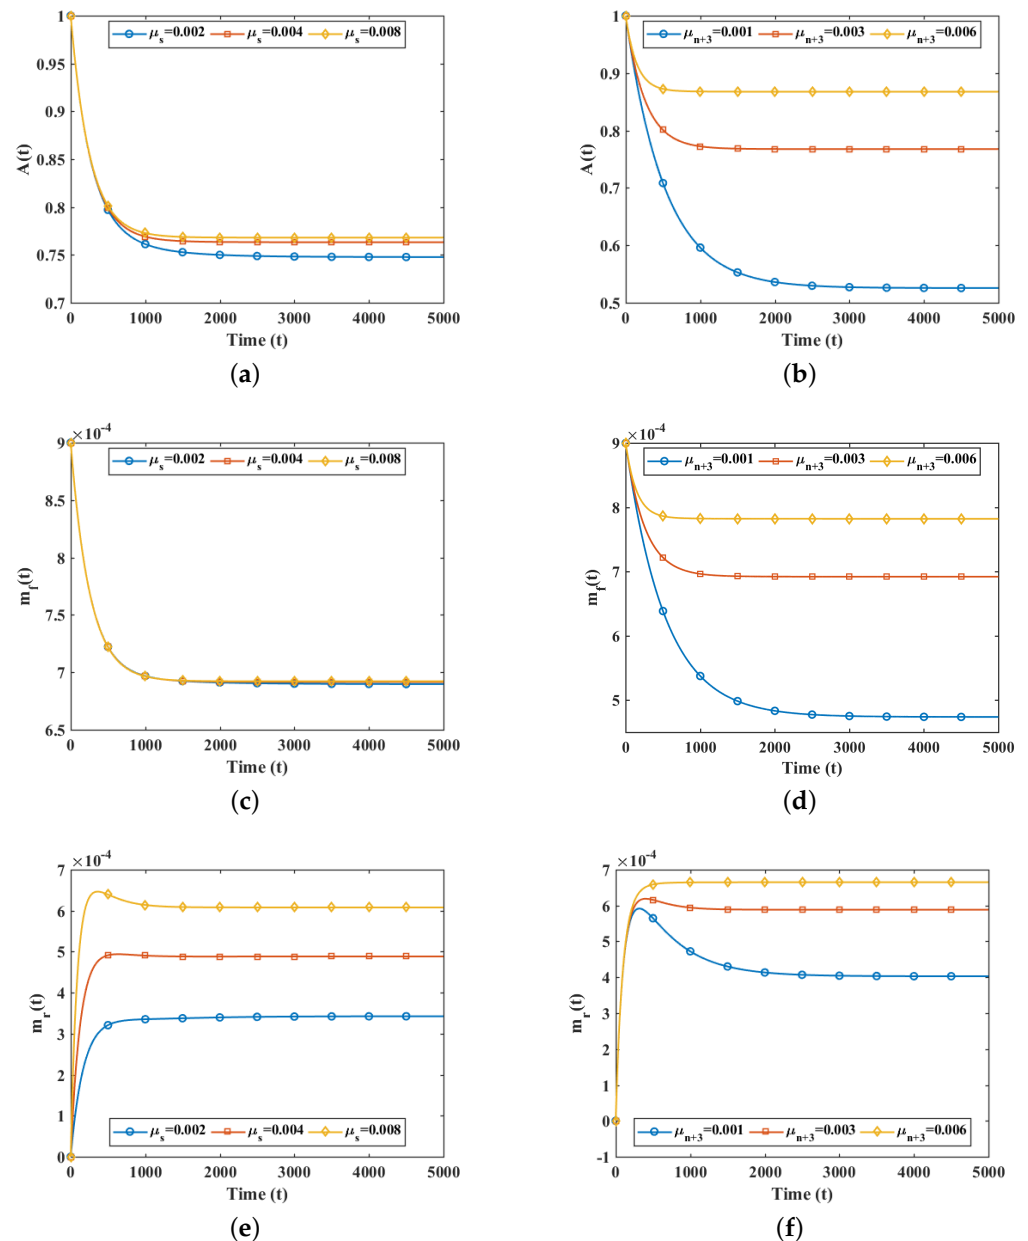 μs=0.002 μs=0.004 μs=0.008
1
0.95
0.9
0.85
0.8
0.75
0.7
A(t)
0 1000 2000 3000 4000 5000
Time (t)
(a)
μn+3=0.001 μn+3=0.003 μn+3=0.006
1
0.9
0.8
0.7
0.6
0.5
A(t)
0 1000 2000 3000 4000 5000
Time (t)
(b)
×10-4
μs=0.002 μs=0.004 μs=0.008
9
8.5
8
7.5
7
6.5
mf(t)
0 1000 2000 3000 4000 5000
Time (t)
(c)
×10-4
μn+3=0.001 μn+3=0.003 μn+3=0.006
9
8
7
6
5
mf(t)
0 1000 2000 3000 4000 5000
Time (t)
(d)
×10-4
7
6
5
4
3
2
1
0
mr(t)
μs=0.002 μs=0.004 μs=0.008
0 1000 2000 3000 4000 5000
Time (t)
(e)
×10-4
7
6
5
4
3
2
1
0
-1
mr(t)
μn+3=0.001 μn+3=0.003 μn+3=0.006
0 1000 2000 3000 4000 5000
Time (t)
(f)